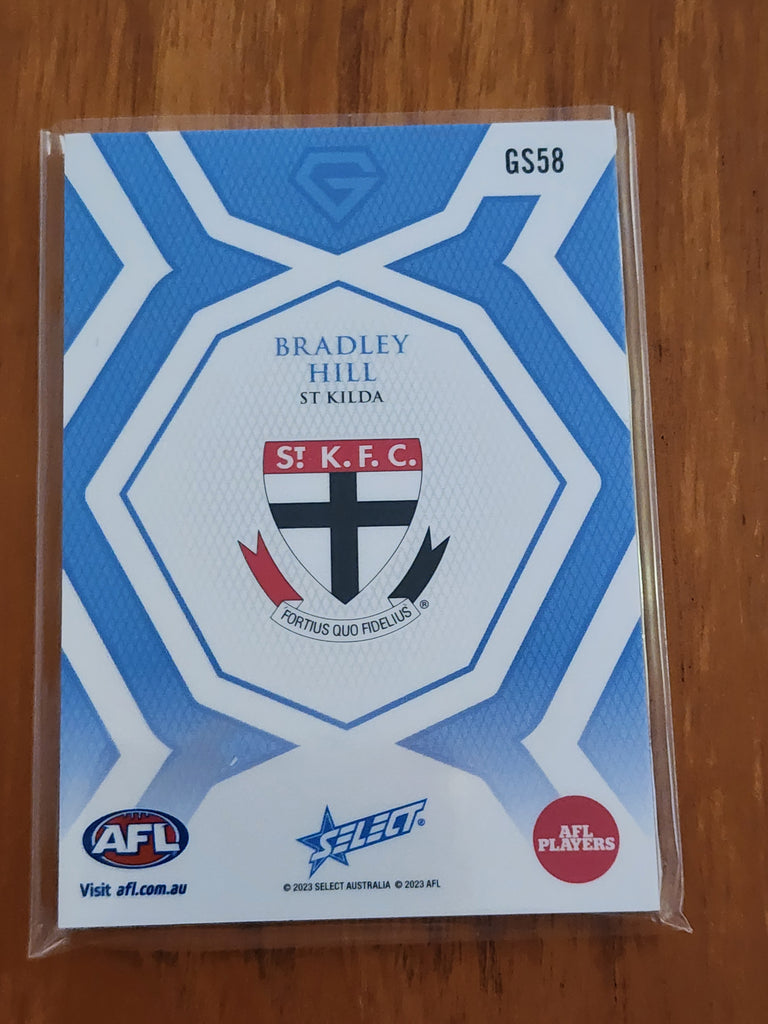 GS58
G
BRADLEY
HILL
ST KILDA
ST K.F.C.
FORTIUS QUO FIDELIUS ®
AFL
Visit afl.com.au
SELECT®
© 2023 SELECT AUSTRALIA © 2023 AFL
AFL
PLAYERS